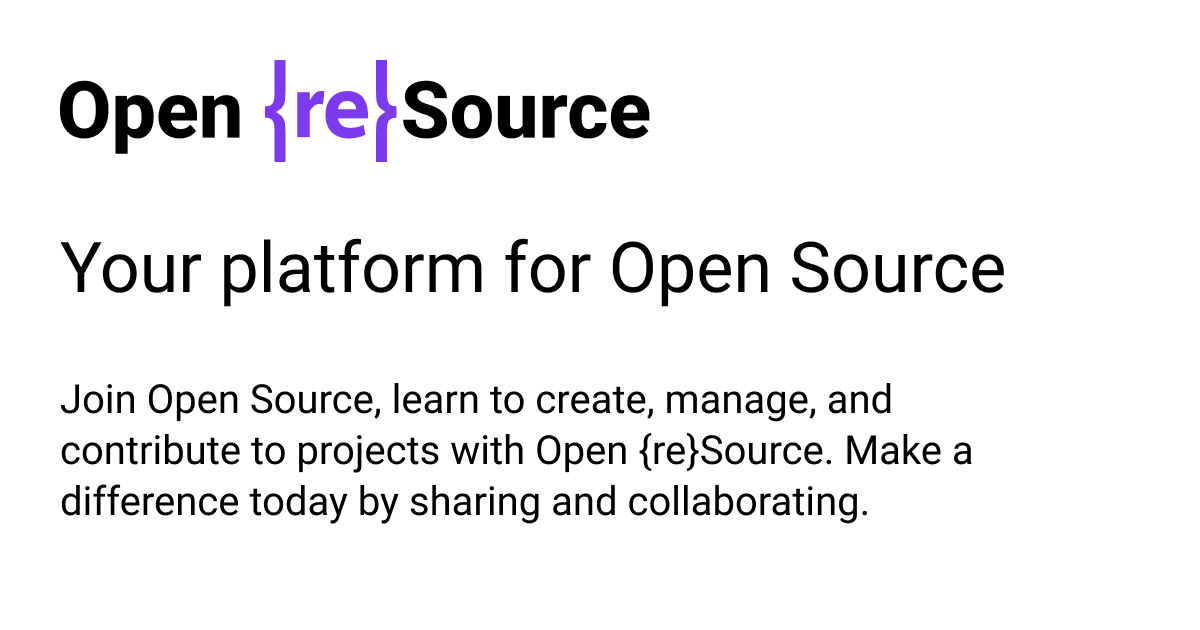 Open {re}Source
Your platform for Open Source
Join Open Source, learn to create, manage, and
contribute to projects with Open {re}Source. Make a
difference today by sharing and collaborating.